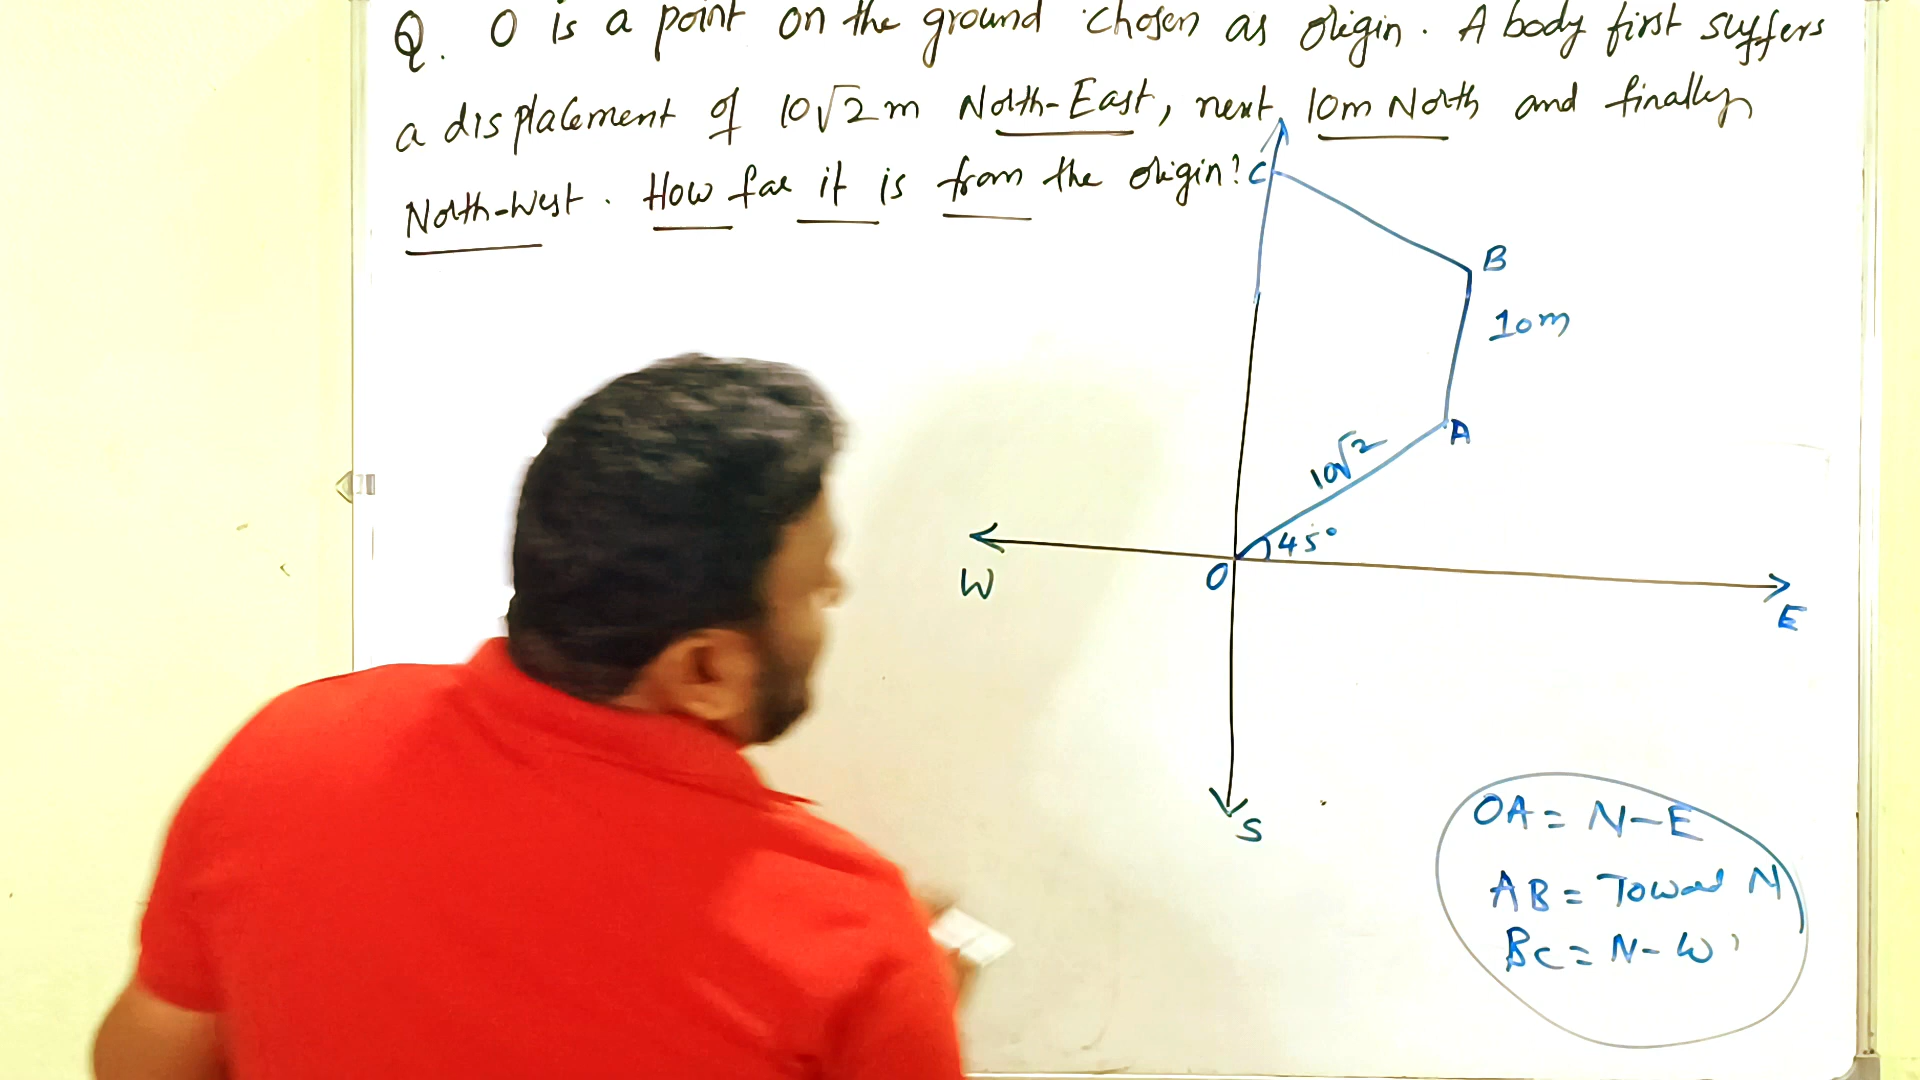 Q. O is a point on the ground chosen as origin. A body first suffers
a displacement of 10√2 m North-East, next 10m North and finally
North-West. How far it is from the origin?
C
B
10m
A
10√2
45°
W
O
E
S
OA = N-E
AB = Toward N
BC = N-W